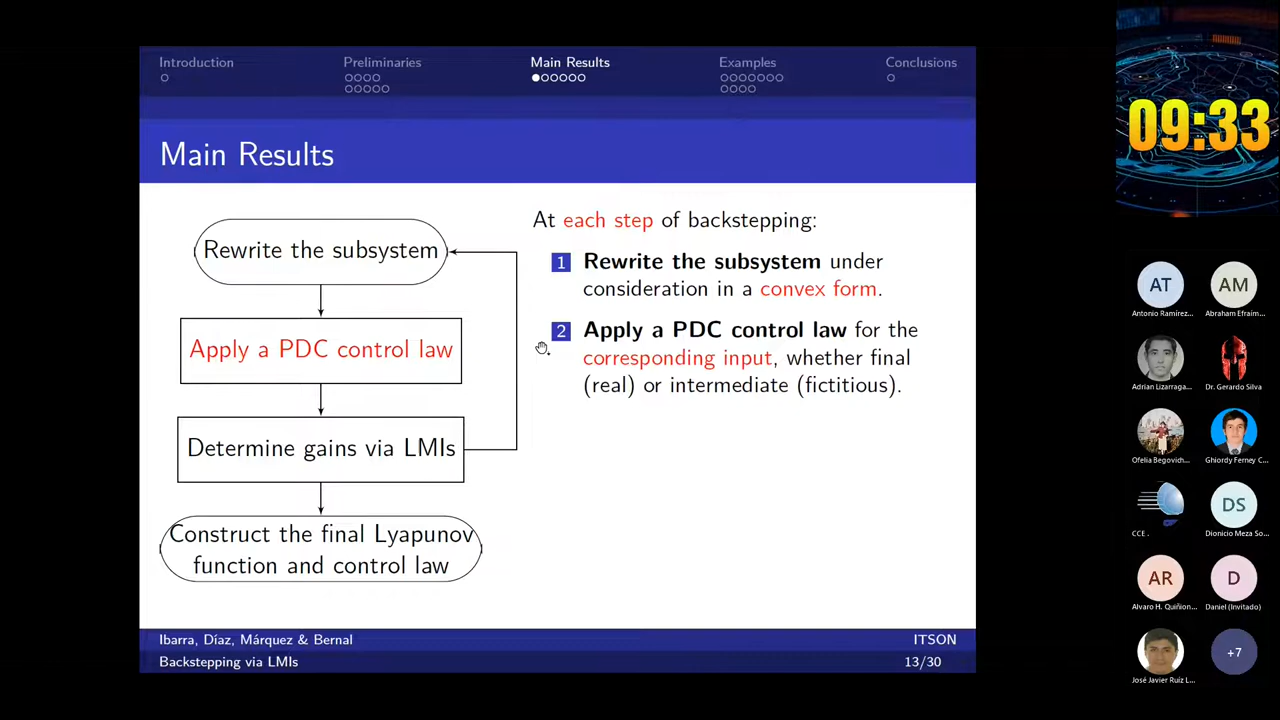 Introduction
Preliminaries
Main Results
Examples
Conclusions
Main Results
Rewrite the subsystem
Apply a PDC control law
Determine gains via LMIs
Construct the final Lyapunov
function and control law
At each step of backstepping:
1 Rewrite the subsystem under
consideration in a convex form.
2 Apply a PDC control law for the
corresponding input, whether final
(real) or intermediate (fictitious).
Ibarra, Díaz, Márquez & Bernal
ITSON
Backstepping via LMIs
13/30
09:33
AT
Antonio Ramírez...
AM
Abraham Efraim...
Adrian Lizarraga...
Dr. Gerardo Silva
Ofelia Begovich...
Ghiordy Ferney C...
CCE .
DS
Dionicio Meza So...
AR
Alvaro H. Quiñon...
D
Daniel (Invitado)
José Javier Ruíz L...
+7